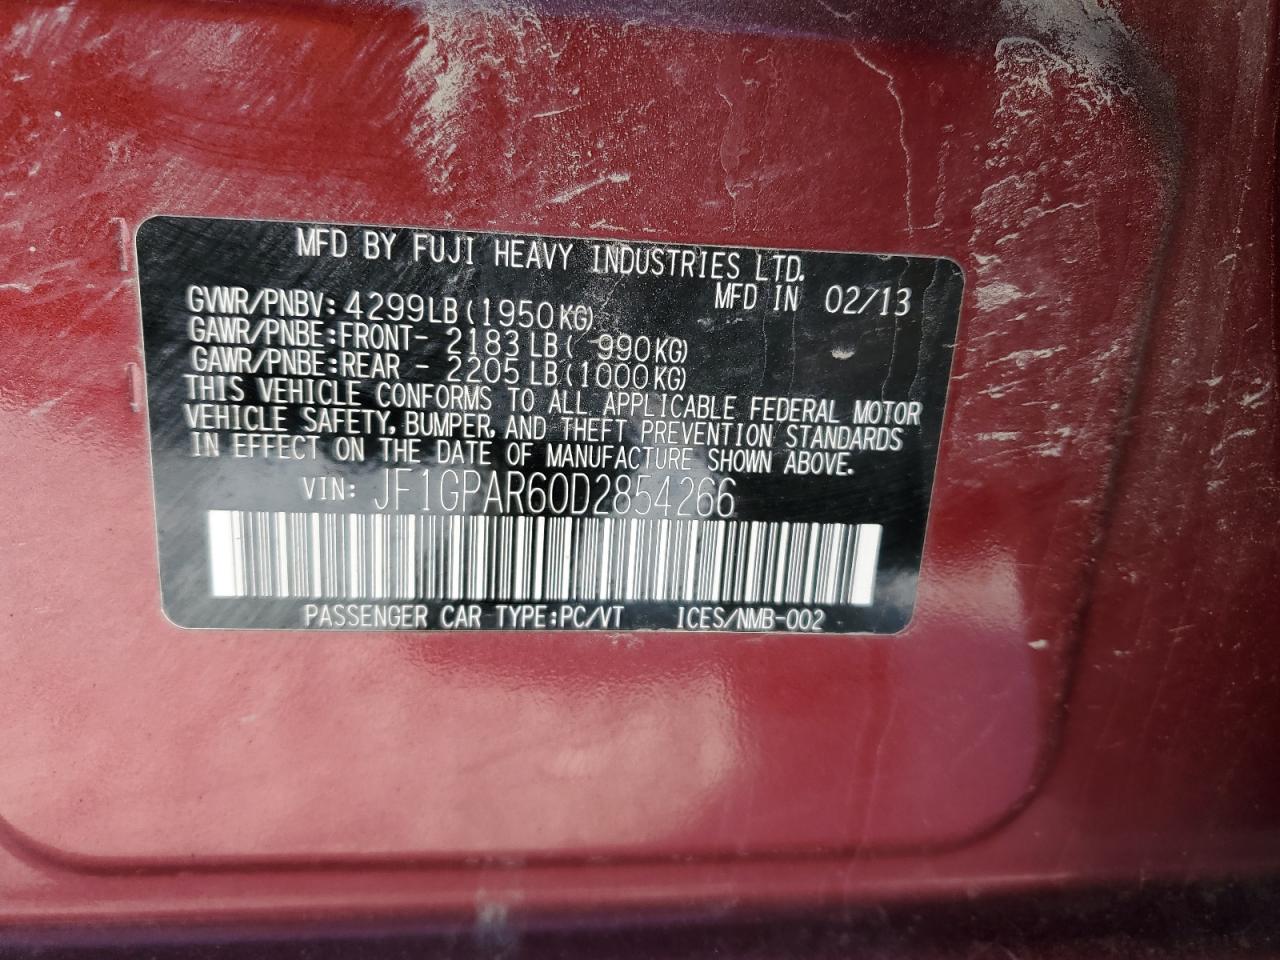 MFD BY FUJI HEAVY INDUSTRIES LTD.
MFD IN 02/13
GVWR/PNBV: 4299LB (1950KG)
GAWR/PNBE:FRONT- 2183LB ( 990KG)
GAWR/PNBE:REAR - 2205LB (1000KG)
THIS VEHICLE CONFORMS TO ALL APPLICABLE FEDERAL MOTOR
VEHICLE SAFETY, BUMPER, AND THEFT PREVENTION STANDARDS
IN EFFECT ON THE DATE OF MANUFACTURE SHOWN ABOVE.
VIN: JF1GPAR60D2854266
PASSENGER CAR TYPE:PC/VT ICES/NMB-002